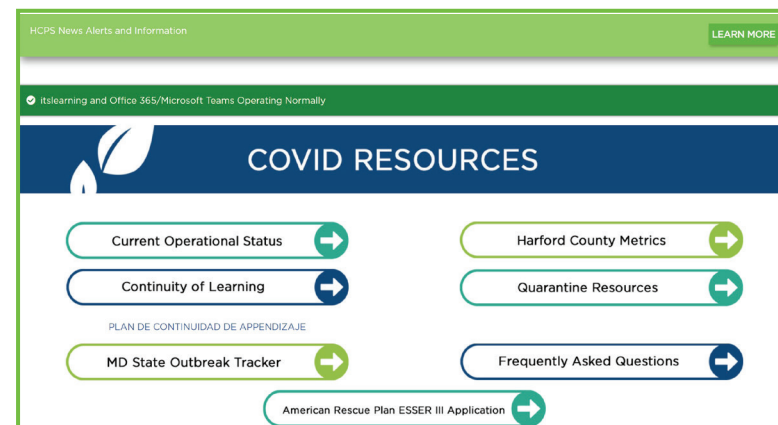 HCPS News Alerts and Information
LEARN MORE
itslearning and Office 365/Microsoft Teams Operating Normally
COVID RESOURCES
Current Operational Status
Harford County Metrics
Continuity of Learning
Quarantine Resources
PLAN DE CONTINUIDAD DE APPENDIZAJE
MD State Outbreak Tracker
Frequently Asked Questions
American Rescue Plan ESSER III Application